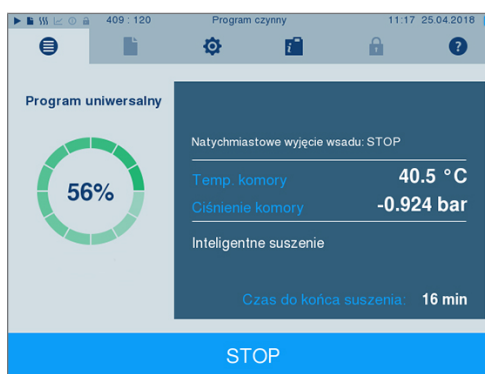 409 : 120 Program czynny 11:17 25.04.2018
Program uniwersalny
56%
Natychmiastowe wyjęcie wsadu: STOP
Temp. komory 40.5 °C
Ciśnienie komory -0.924 bar
Inteligentne suszenie
Czas do końca suszenia: 16 min
STOP